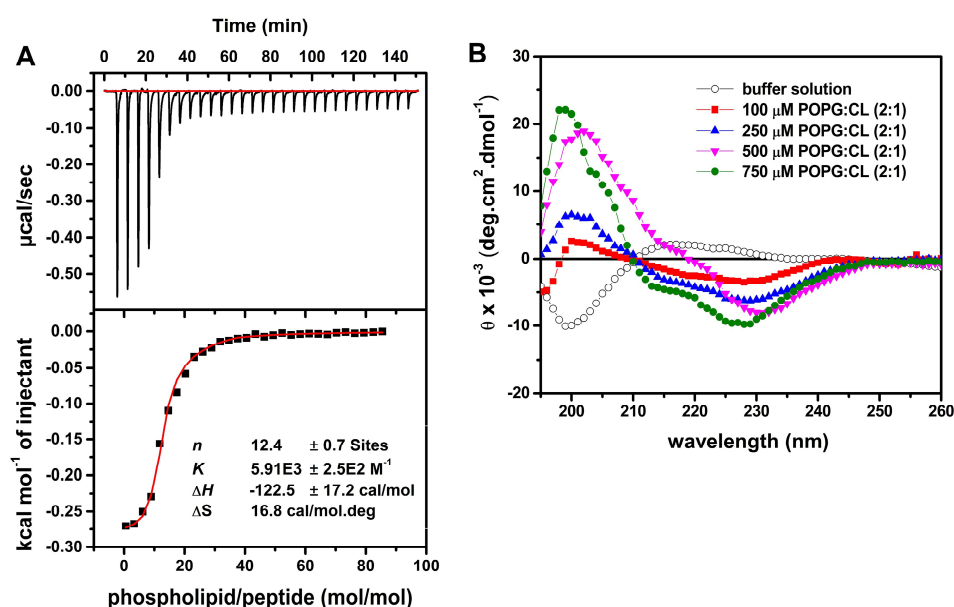 A
Time (min)
0 20 40 60 80 100 120 140
0.00
-0.10
-0.20
-0.30
-0.40
-0.50
µcal/sec
0.00
-0.05
-0.10
-0.15
-0.20
-0.25
-0.30
kcal mol⁻¹ of injectant
n 12.4 ± 0.7 Sites
K 5.91E3 ± 2.5E2 M⁻¹
ΔH -122.5 ± 17.2 cal/mol
ΔS 16.8 cal/mol.deg
0 20 40 60 80 100
phospholipid/peptide (mol/mol)
B
30
20
10
0
-10
-20
θ x 10⁻³ (deg.cm².dmol⁻¹)
buffer solution
100 µM POPG:CL (2:1)
250 µM POPG:CL (2:1)
500 µM POPG:CL (2:1)
750 µM POPG:CL (2:1)
200 210 220 230 240 250 260
wavelength (nm)